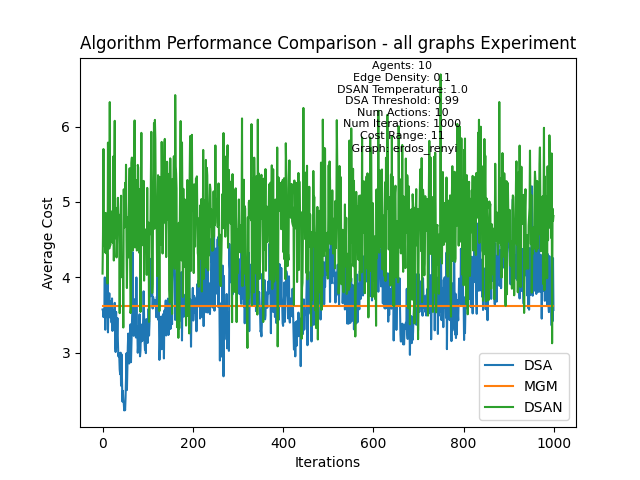 Algorithm Performance Comparison - all graphs Experiment
Agents: 10
Edge Density: 0.1
DSAN Temperature: 1.0
DSA Threshold: 0.99
Num Actions: 10
Num Iterations: 1000
Cost Range: 11
Graph: erdos_renyi
Average Cost
6
5
4
3
DSA
MGM
DSAN
0
200
400
600
800
1000
Iterations